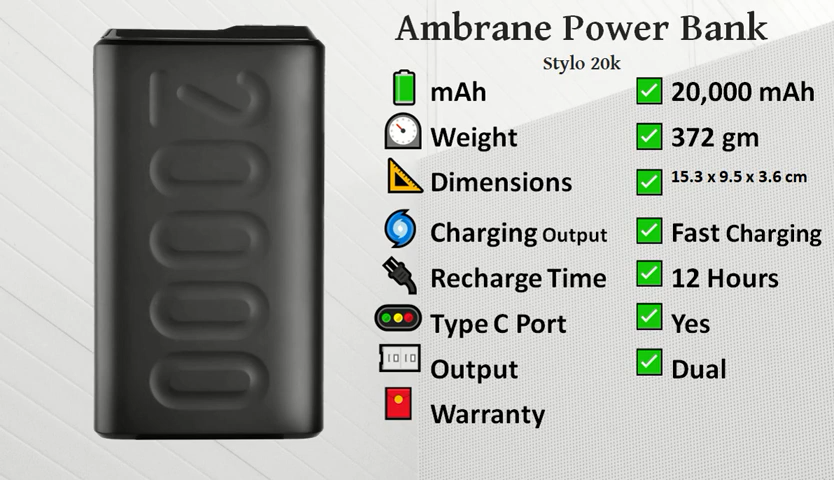 Ambrane Power Bank
Stylo 20k
20000
mAh 20,000 mAh
Weight 372 gm
Dimensions 15.3 x 9.5 x 3.6 cm
Charging Output Fast Charging
Recharge Time 12 Hours
Type C Port Yes
1010
Output Dual
Warranty